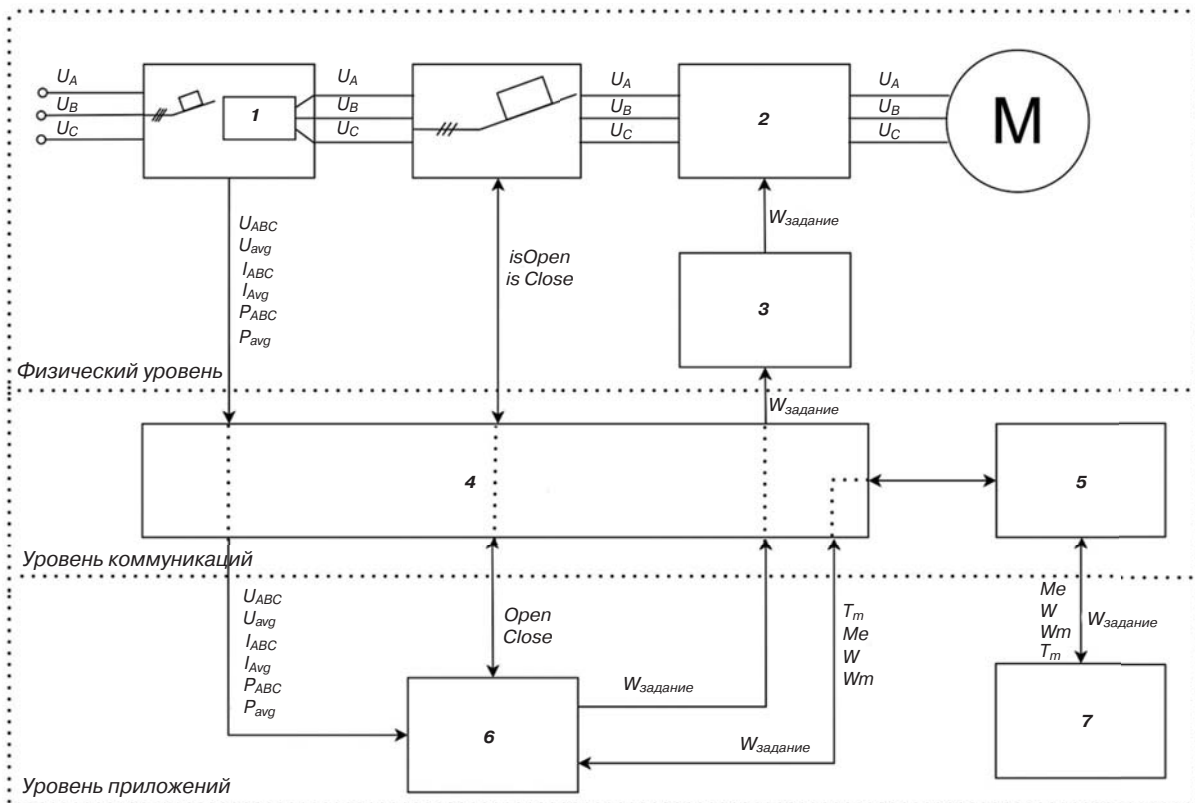 U_A
U_B
U_C
1
U_A
U_B
U_C
U_A
U_B
U_C
2
U_A
U_B
U_C
M
U_ABC
U_avg
I_ABC
I_Avg
P_ABC
P_avg
isOpen
is Close
W_задание
3
Физический уровень
W_задание
4
5
Уровень коммуникаций
U_ABC
U_avg
I_ABC
I_Avg
P_ABC
P_avg
Open
Close
T_m
Me
W
Wm
Me
W
Wm
T_m
W_задание
W_задание
6
W_задание
7
Уровень приложений